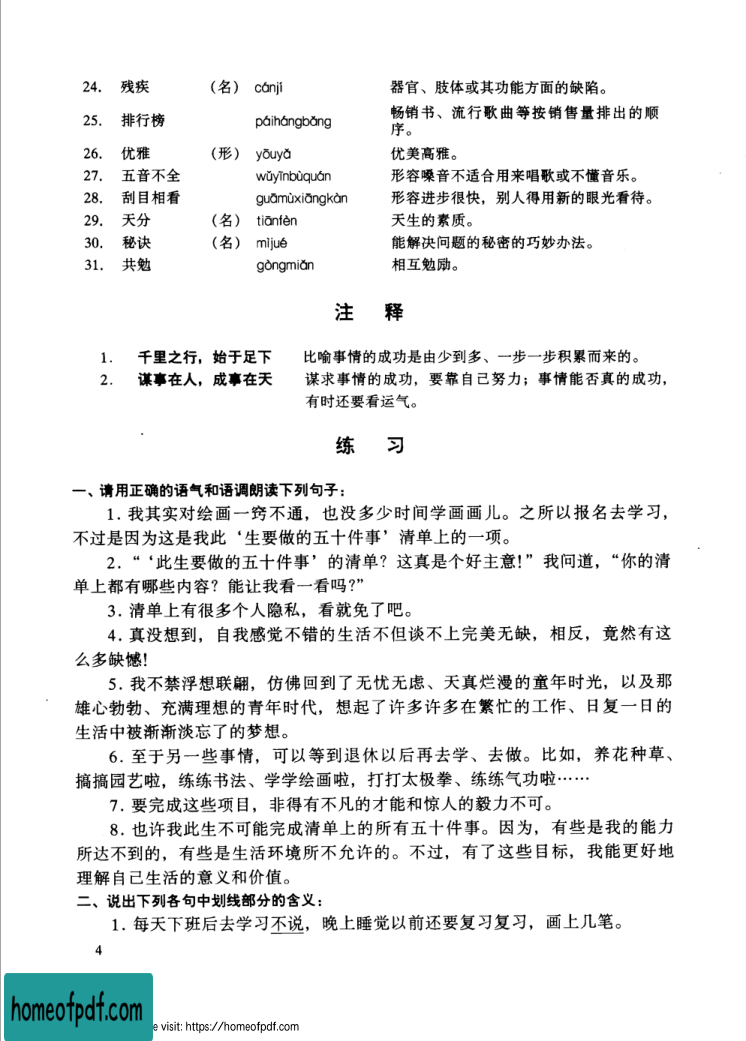 24. 残疾 （名） cánjí 器官、肢体或其功能方面的缺陷。
25. 排行榜 páihángbǎng 畅销书、流行歌曲等按销售量排出的顺
序。
26. 优雅 （形） yōuyǎ 优美高雅。
27. 五音不全 wǔyīnbùquán 形容嗓音不适合用来唱歌或不懂音乐。
28. 刮目相看 guāmùxiāngkàn 形容进步很快，别人得用新的眼光看待。
29. 天分 （名） tiānfèn 天生的素质。
30. 秘诀 （名） mìjué 能解决问题的秘密的巧妙办法。
31. 共勉 gòngmiǎn 相互勉励。
注 释
1. 千里之行，始于足下 比喻事情的成功是由少到多、一步一步积累而来的。
2. 谋事在人，成事在天 谋求事情的成功，要靠自己努力；事情能否真的成功，
有时还要看运气。
练 习
一、请用正确的语气和语调朗读下列句子：
1. 我其实对绘画一窍不通，也没多少时间学画画儿。之所以报名去学习，
不过是因为这是我此‘生要做的五十件事’清单上的一项。
2. “‘此生要做的五十件事’的清单？这真是个好主意!”我问道，“你的清
单上都有哪些内容？能让我看一看吗?”
3. 清单上有很多个人隐私，看就免了吧。
4. 真没想到，自我感觉不错的生活不但谈不上完美无缺，相反，竟然有这
么多缺憾!
5. 我不禁浮想联翩，仿佛回到了无忧无虑、天真烂漫的童年时光，以及那
雄心勃勃、充满理想的青年时代，想起了许多许多在繁忙的工作、日复一日的
生活中被渐渐淡忘了的梦想。
6. 至于另一些事情，可以等到退休以后再去学、去做。比如，养花种草、
搞搞园艺啦，练练书法、学学绘画啦，打打太极拳、练练气功啦……
7. 要完成这些项目，非得有不凡的才能和惊人的毅力不可。
8. 也许我此生不可能完成清单上的所有五十件事。因为，有些是我的能力
所达不到的，有些是生活环境所不允许的。不过，有了这些目标，我能更好地
理解自己生活的意义和价值。
二、说出下列各句中划线部分的含义：
1. 每天下班后去学习不说，晚上睡觉以前还要复习复习，画上几笔。
4
homeofpdf.com
e visit: https://homeofpdf.com